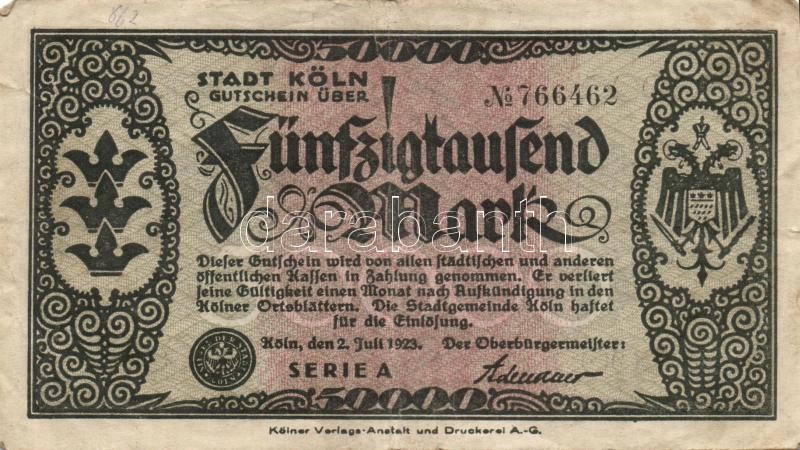 662
50000
STADT KÖLN
GUTSCHEIN ÜBER
№ 766462
Fünfzigtausend
Mark
darabanth
Dieser Gutschein wird von allen städtischen und anderen
öffentlichen Kassen in Zahlung genommen. Er verliert
seine Gültigkeit einen Monat nach Aufkündigung in den
Kölner Ortsblättern. Die Stadtgemeinde Köln haftet
für die Einlösung.
Köln, den 2. Juli 1923. Der Oberbürgermeister:
SERIE A
Adenauer
50000
Kölner Verlags-Anstalt und Druckerei A.-G.